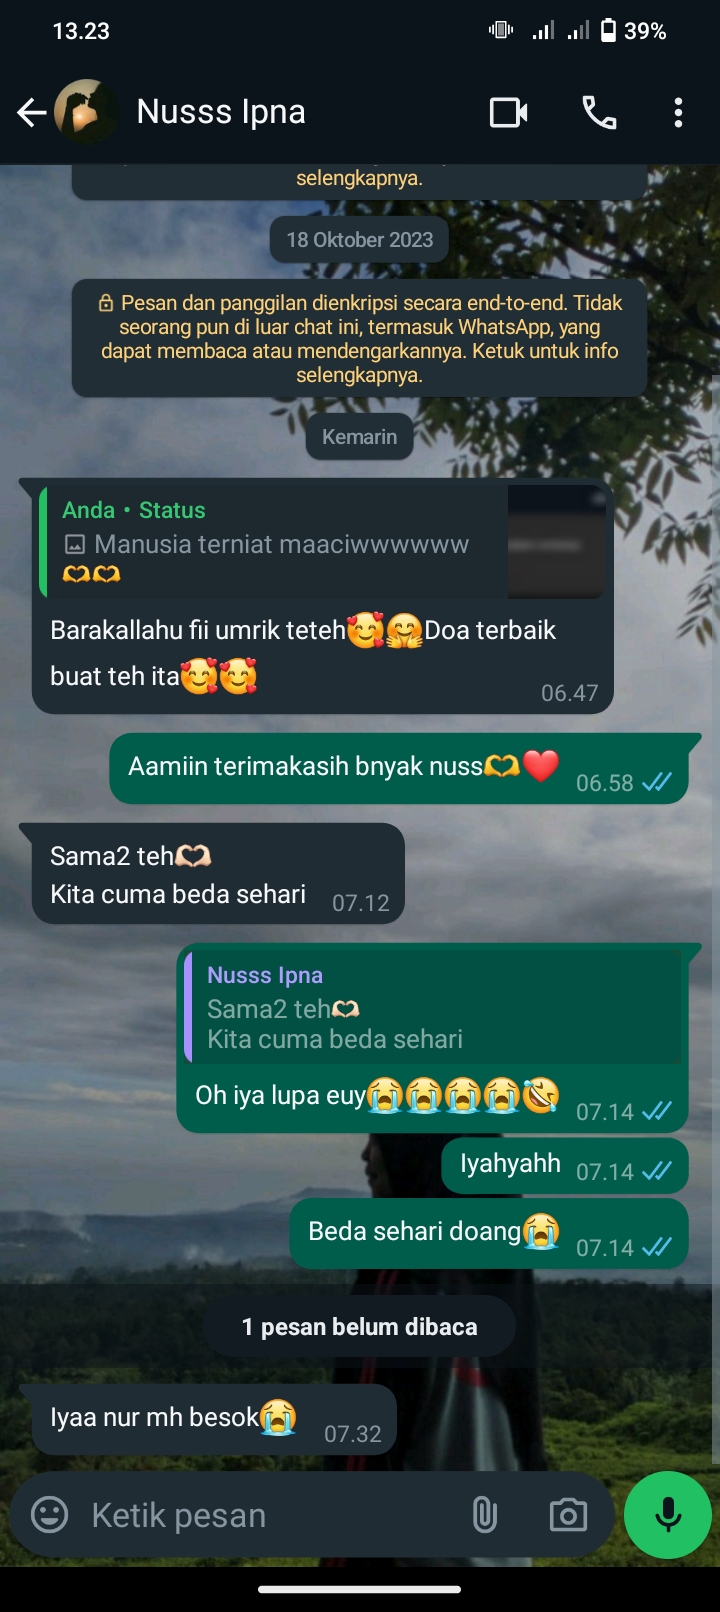 13.23
39%
Nusss Ipna
selengkapnya.
18 Oktober 2023
Pesan dan panggilan dienkripsi secara end-to-end. Tidak
seorang pun di luar chat ini, termasuk WhatsApp, yang
dapat membaca atau mendengarkannya. Ketuk untuk info
selengkapnya.
Kemarin
Anda • Status
Manusia terniat maaciwwwwww
🫶🫶
Barakallahu fii umrik teteh🥰🤗Doa terbaik
buat teh ita🥰🥰
06.47
Aamiin terimakasih bnyak nuss🫶❤️ 06.58
Sama2 teh🫶🏻
Kita cuma beda sehari 07.12
Nusss Ipna
Sama2 teh🫶🏻
Kita cuma beda sehari
Oh iya lupa euy😭😭😭😭🤣 07.14
Iyahyahh 07.14
Beda sehari doang😭 07.14
1 pesan belum dibaca
Iyaa nur mh besok😭 07.32
Ketik pesan